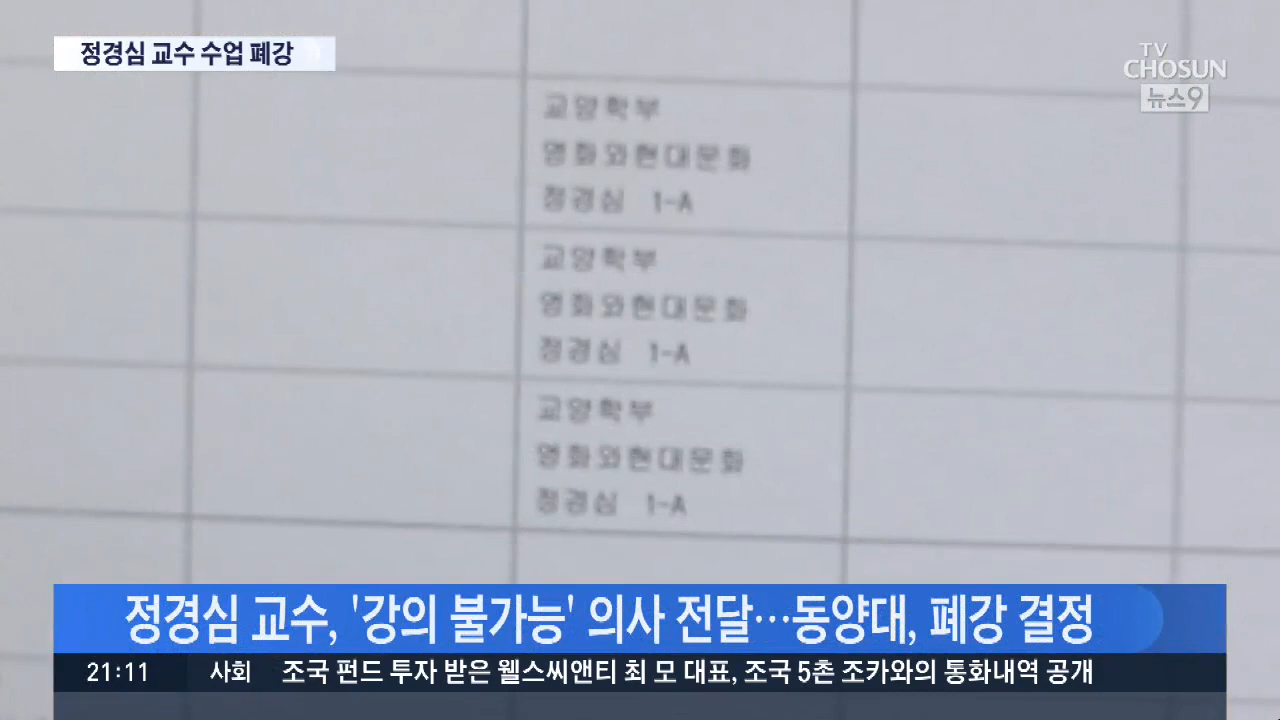 정경심 교수 수업 폐강
TV
CHOSUN
뉴스9
교양학부
영화와현대문화
정경심 1-A
교양학부
영화와현대문화
정경심 1-A
교양학부
영화와현대문화
정경심 1-A
정경심 교수, '강의 불가능' 의사 전달…동양대, 폐강 결정
21:11 사회 조국 펀드 투자 받은 웰스씨앤티 최 모 대표, 조국 5촌 조카와의 통화내역 공개